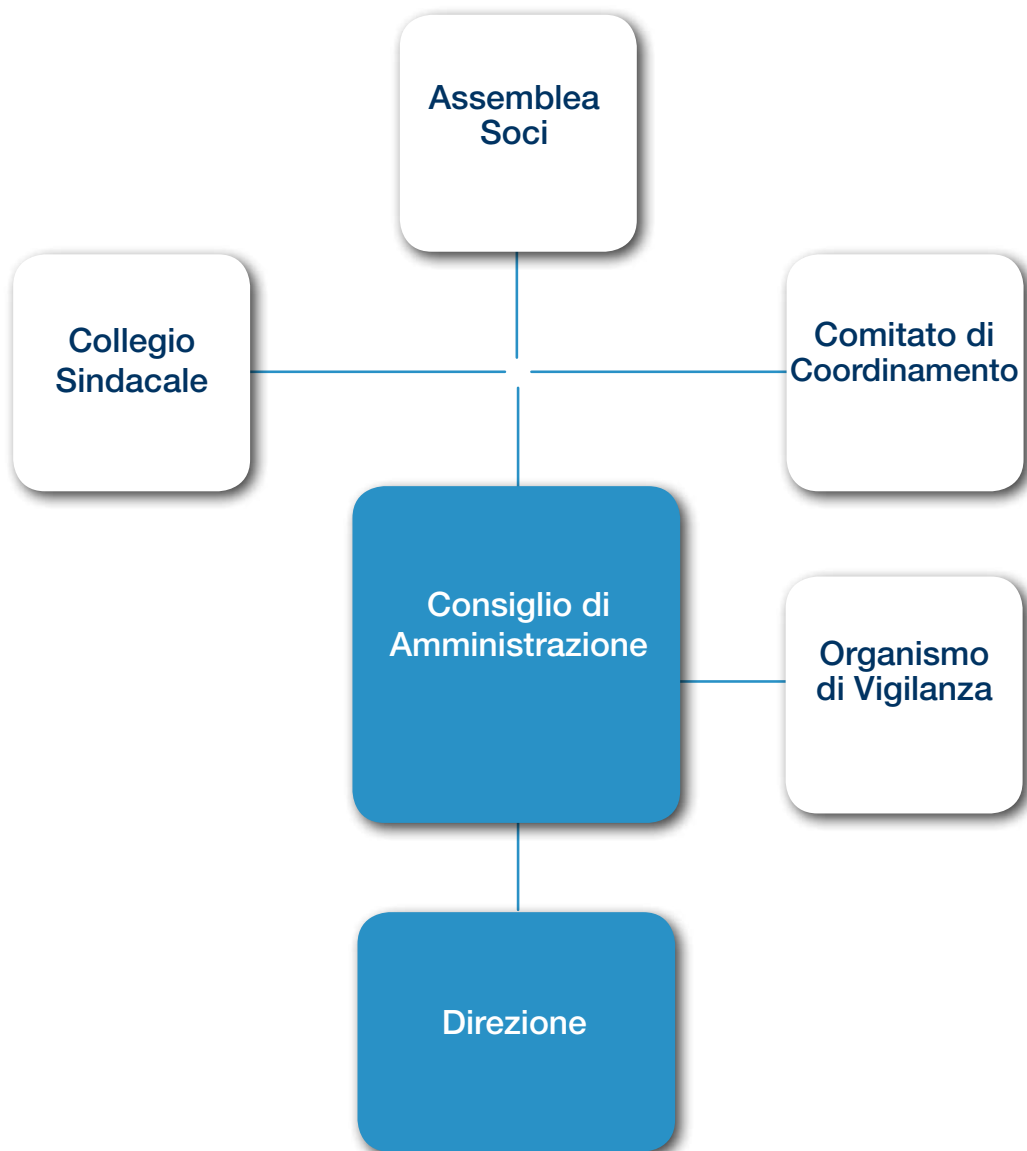 Assemblea
Soci
Collegio
Sindacale
Comitato di
Coordinamento
Consiglio di
Amministrazione
Organismo
di Vigilanza
Direzione